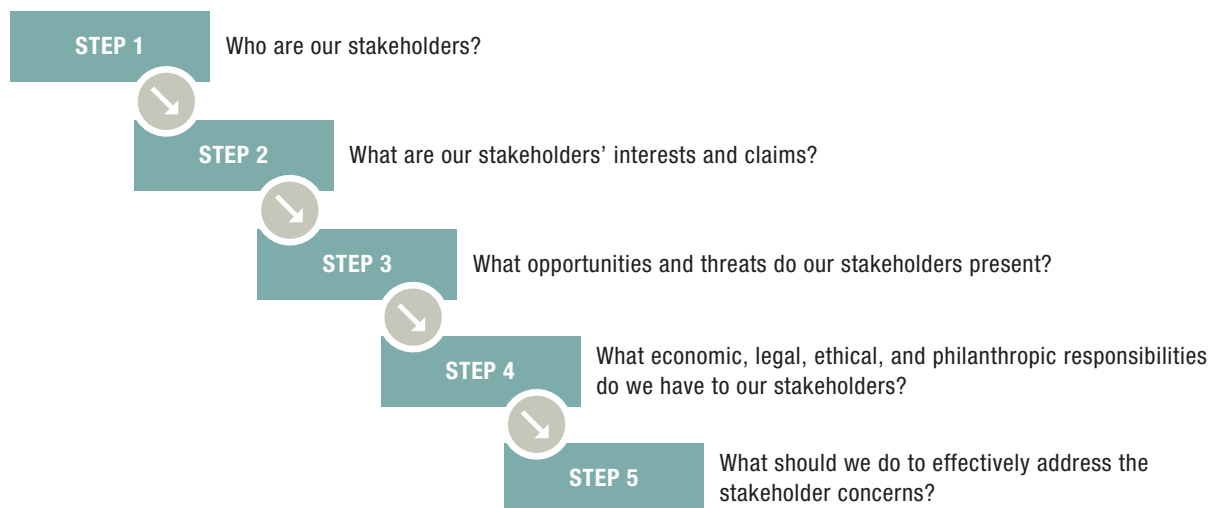 STEP 1
Who are our stakeholders?
STEP 2
What are our stakeholders’ interests and claims?
STEP 3
What opportunities and threats do our stakeholders present?
STEP 4
What economic, legal, ethical, and philanthropic responsibilities
do we have to our stakeholders?
STEP 5
What should we do to effectively address the
stakeholder concerns?